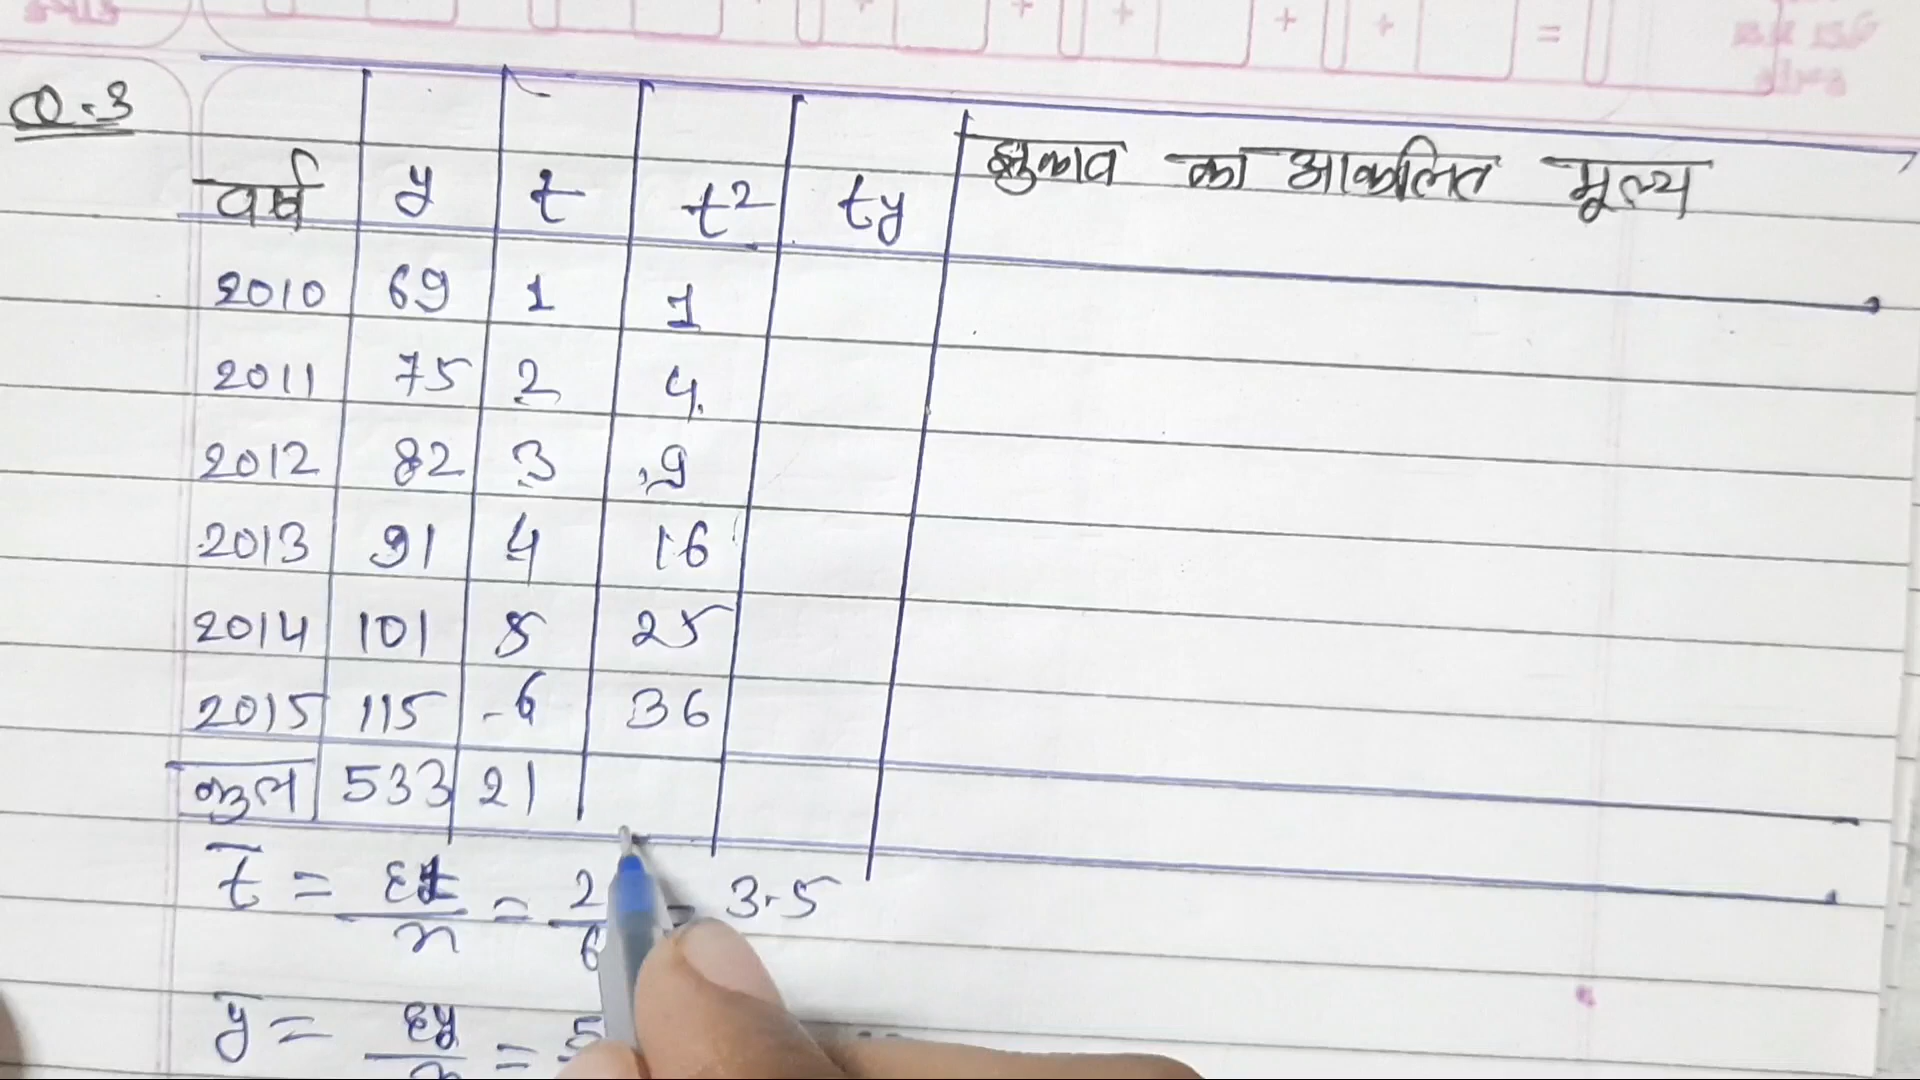 Q.3
वर्ष y t t² ty झुकाव का आकलित मूल्य
2010 69 1 1
2011 75 2 4
2012 82 3 9
2013 91 4 16
2014 101 5 25
2015 115 6 36
कुल 533 21
t̄ = Σt/n = 2 /6 = 3.5
ȳ = Σy/n = 5